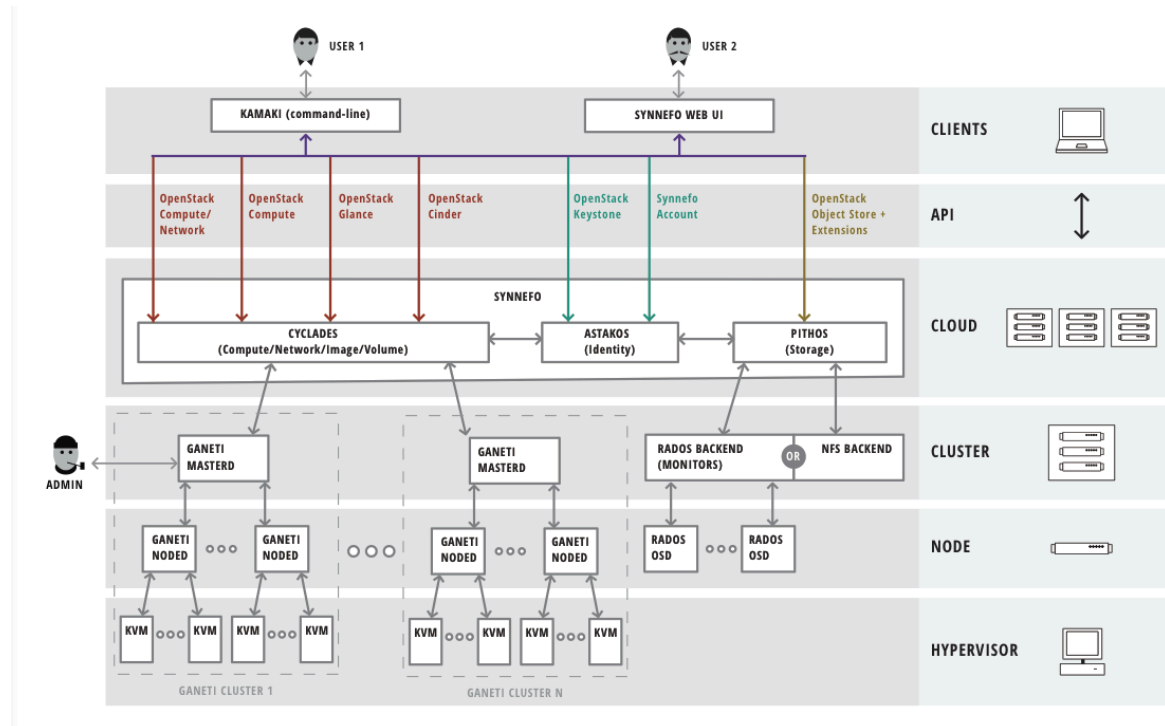 USER 1
USER 2
KAMAKI (command-line)
SYNNEFO WEB UI
CLIENTS
OpenStack
Compute/
Network
OpenStack
Compute
OpenStack
Glance
OpenStack
Cinder
OpenStack
Keystone
Synnefo
Account
OpenStack
Object Store +
Extensions
API
SYNNEFO
CYCLADES
(Compute/Network/Image/Volume)
ASTAKOS
(Identity)
PITHOS
(Storage)
CLOUD
ADMIN
GANETI
MASTERD
GANETI
MASTERD
RADOS BACKEND
(MONITORS)
OR
NFS BACKEND
CLUSTER
GANETI
NODED
GANETI
NODED
GANETI
NODED
GANETI
NODED
RADOS
OSD
RADOS
OSD
NODE
KVM
KVM
KVM
KVM
KVM
KVM
KVM
KVM
HYPERVISOR
GANETI CLUSTER 1
GANETI CLUSTER N